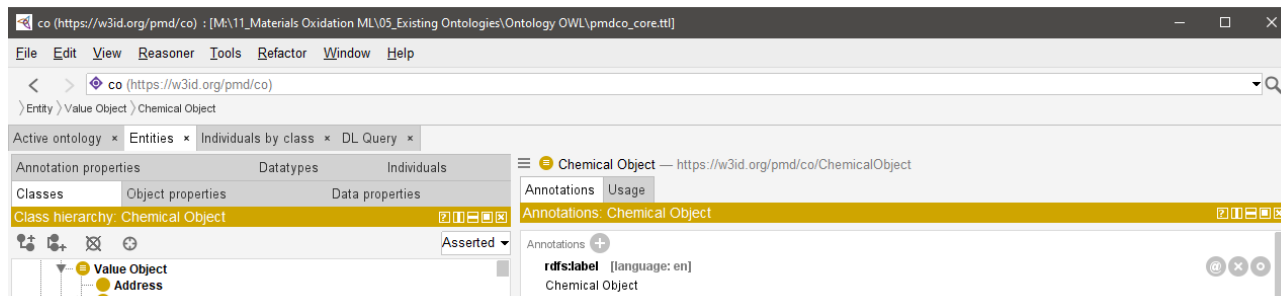 co (https://w3id.org/pmd/co) : [M:\11_Materials Oxidation ML\05_Existing Ontologies\Ontology OWL\pmdco_core.ttl]
File Edit View Reasoner Tools Refactor Window Help
co (https://w3id.org/pmd/co)
Entity Value Object Chemical Object
Active ontology × Entities × Individuals by class × DL Query ×
Annotation properties Datatypes Individuals
Classes Object properties Data properties
Class hierarchy: Chemical Object
Asserted
Value Object
Address
Chemical Object — https://w3id.org/pmd/co/ChemicalObject
Annotations Usage
Annotations: Chemical Object
Annotations
rdfs:label [language: en]
Chemical Object